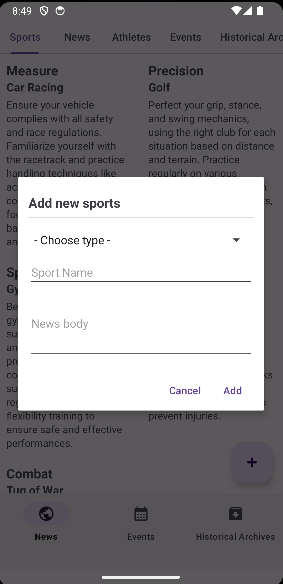 8:49
Sports News Athletes Events Historical Arc
Measure
Car Racing
Ensure your vehicle
complies with all safety
and race regulations.
Familiarize yourself with
the racetrack and practice
handling techniques like
Precision
Golf
Perfect your grip, stance,
and swing mechanics,
using the right club for each
situation based on distance
and terrain. Practice
regularly on various
Add new sports
- Choose type -
Sport Name
News body
Cancel Add
flexibility training to
ensure safe and effective
performances.
prevent injuries.
Combat
Tug of War
+
News Events Historical Archives